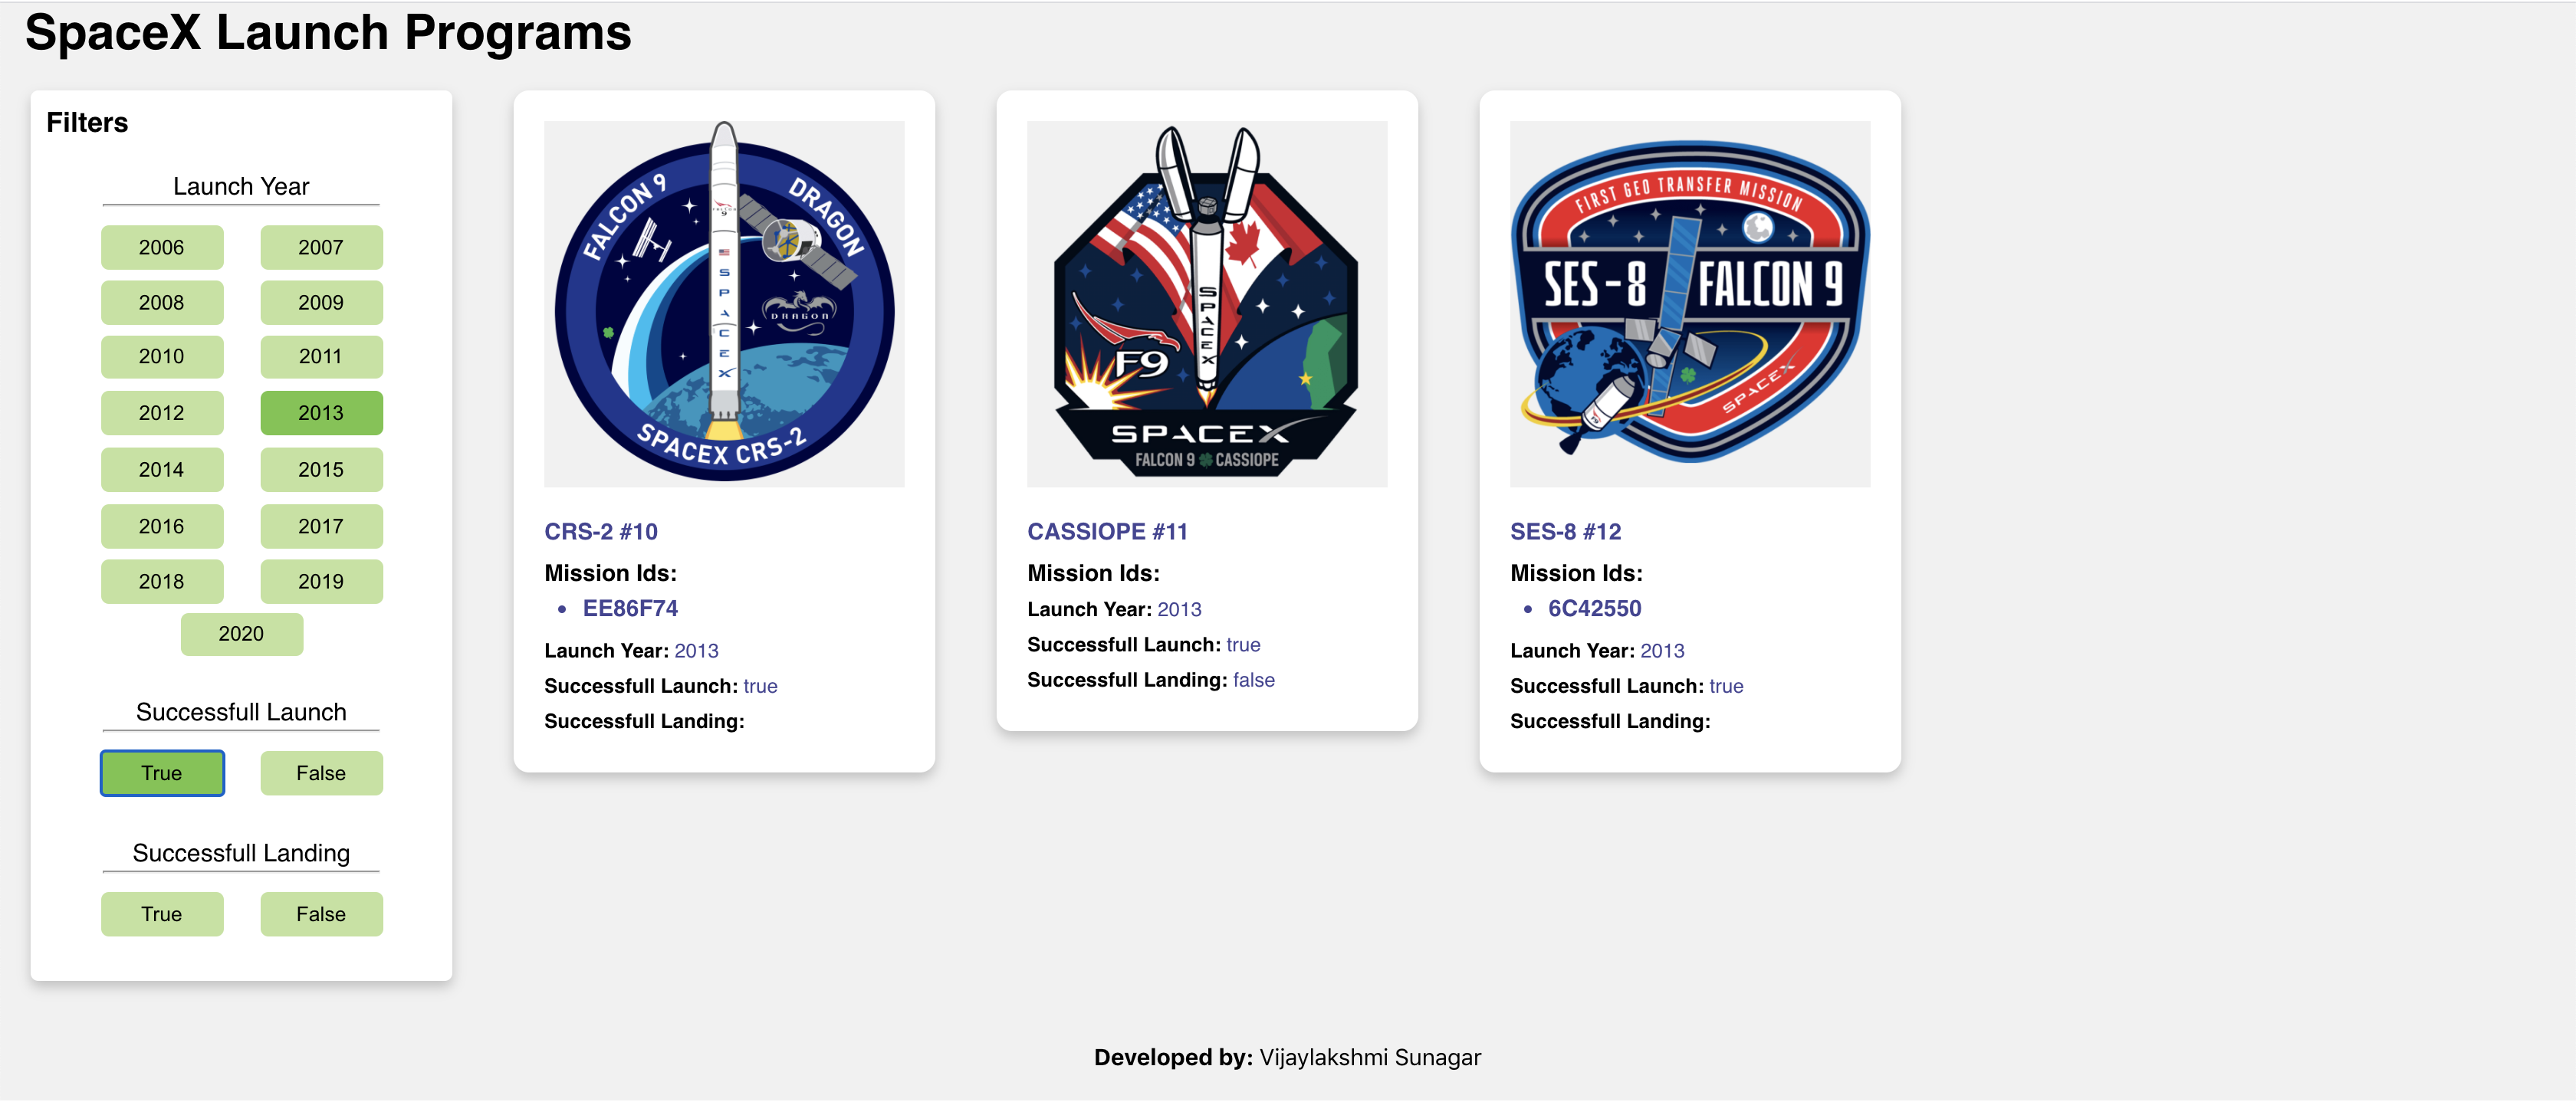 SpaceX Launch Programs
Filters
Launch Year
2006 2007
2008 2009
2010 2011
2012 2013
2014 2015
2016 2017
2018 2019
2020
Successfull Launch
True False
Successfull Landing
True False
FALCON 9
DRAGON
FALCON
9
SPACEX
DRAGON
SPACEX CRS-2
CRS-2 #10
Mission Ids:
• EE86F74
Launch Year: 2013
Successfull Launch: true
Successfull Landing:
SPACEX
F9
SPACEX
FALCON 9 CASSIOPE
CASSIOPE #11
Mission Ids:
Launch Year: 2013
Successfull Launch: true
Successfull Landing: false
FIRST GEO TRANSFER MISSION
SES-8 FALCON 9
SPACEX
F9
SES-8 #12
Mission Ids:
• 6C42550
Launch Year: 2013
Successfull Launch: true
Successfull Landing:
Developed by: Vijaylakshmi Sunagar